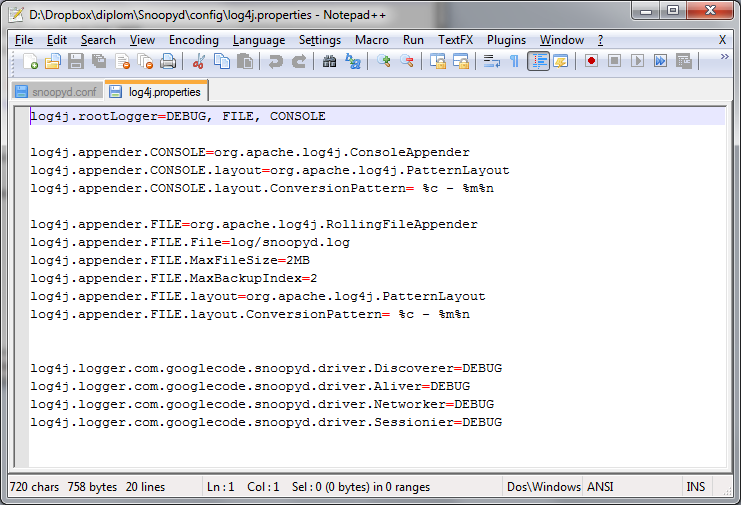 D:\Dropbox\diplom\Snoopyd\config\log4j.properties - Notepad++
File Edit Search View Encoding Language Settings Macro Run TextFX Plugins Window ? X
snoopyd.conf log4j.properties
log4j.rootLogger=DEBUG, FILE, CONSOLE
log4j.appender.CONSOLE=org.apache.log4j.ConsoleAppender
log4j.appender.CONSOLE.layout=org.apache.log4j.PatternLayout
log4j.appender.CONSOLE.layout.ConversionPattern= %c - %m%n
log4j.appender.FILE=org.apache.log4j.RollingFileAppender
log4j.appender.FILE.File=log/snoopyd.log
log4j.appender.FILE.MaxFileSize=2MB
log4j.appender.FILE.MaxBackupIndex=2
log4j.appender.FILE.layout=org.apache.log4j.PatternLayout
log4j.appender.FILE.layout.ConversionPattern= %c - %m%n
log4j.logger.com.googlecode.snoopyd.driver.Discoverer=DEBUG
log4j.logger.com.googlecode.snoopyd.driver.Aliver=DEBUG
log4j.logger.com.googlecode.snoopyd.driver.Networker=DEBUG
log4j.logger.com.googlecode.snoopyd.driver.Sessionier=DEBUG
720 chars 758 bytes 20 lines Ln : 1 Col : 1 Sel : 0 (0 bytes) in 0 ranges Dos\Windows ANSI INS